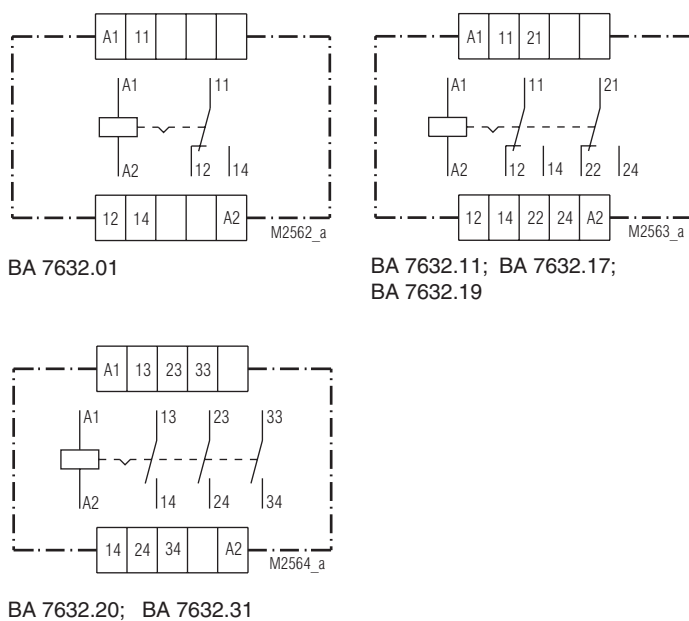 A1 11
A1 11
A2 12 14
12 14 A2
M2562_a
BA 7632.01
A1 11 21
A1 11 21
A2 12 14 22 24
12 14 22 24 A2
M2563_a
BA 7632.11; BA 7632.17;
BA 7632.19
A1 13 23 33
A1 13 23 33
A2 14 24 34
14 24 34 A2
M2564_a
BA 7632.20; BA 7632.31